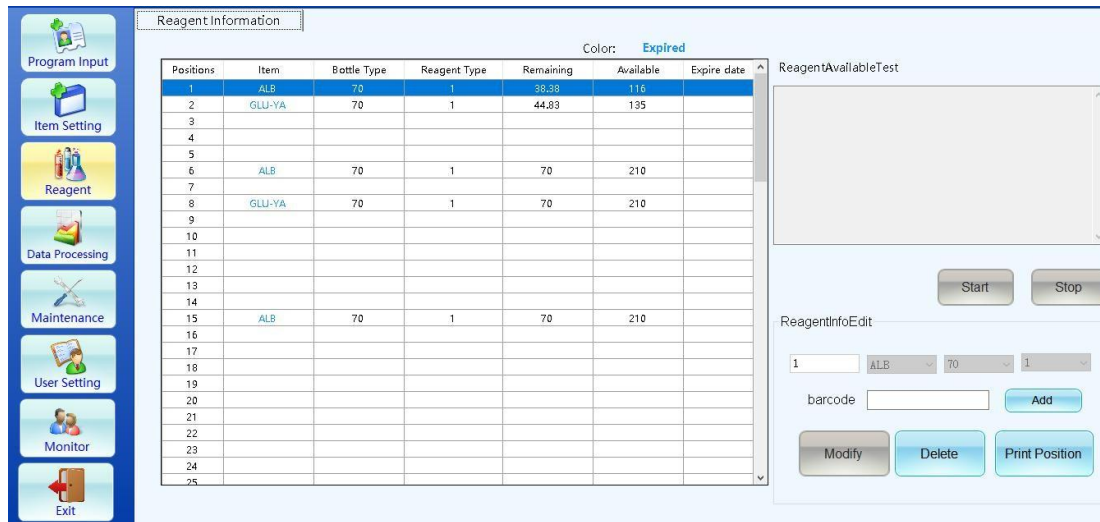 Program Input
Item Setting
Reagent
Data Processing
Maintenance
User Setting
Monitor
Exit
Reagent Information
Color: Expired
Positions Item Bottle Type Reagent Type Remaining Available Expire date
1 ALB 70 1 38.38 116
2 GLU-YA 70 1 44.83 135
3
4
5
6 ALB 70 1 70 210
7
8 GLU-YA 70 1 70 210
9
10
11
12
13
14
15 ALB 70 1 70 210
16
17
18
19
20
21
22
23
24
25
ReagentAvailableTest
Start Stop
ReagentInfoEdit
1 ALB 70 1
barcode Add
Modify Delete Print Position